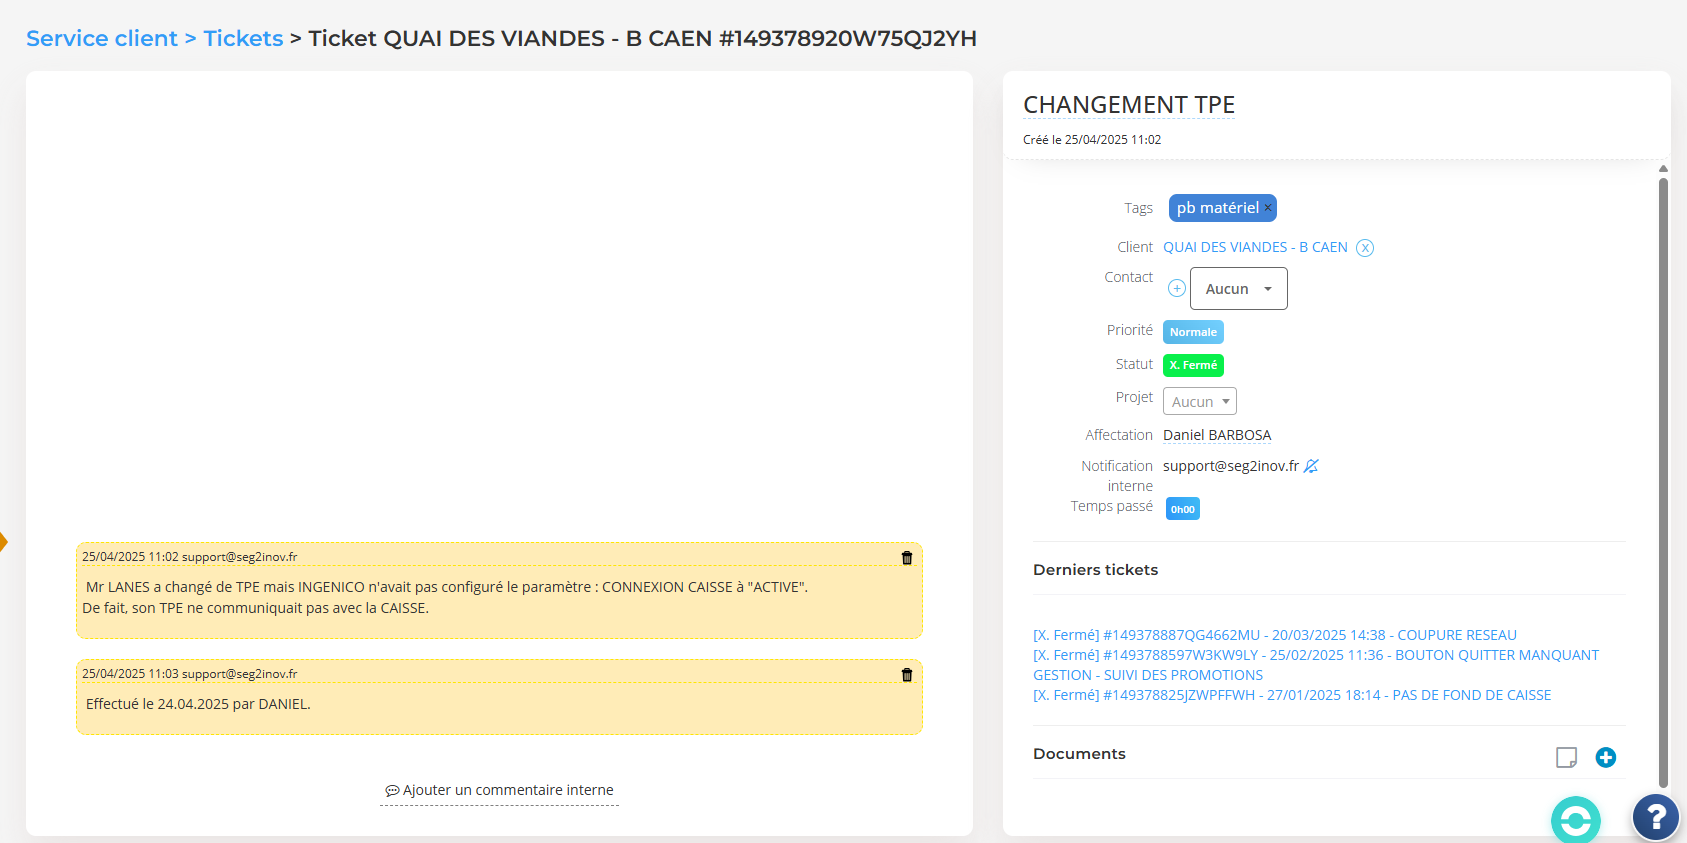 Service client > Tickets > Ticket QUAI DES VIANDES - B CAEN #149378920W75QJ2YH
25/04/2025 11:02 support@seg2inov.fr
Mr LANES a changé de TPE mais INGENICO n'avait pas configuré le paramètre : CONNEXION CAISSE à "ACTIVE".
De fait, son TPE ne communiquait pas avec la CAISSE.
25/04/2025 11:03 support@seg2inov.fr
Effectué le 24.04.2025 par DANIEL.
Ajouter un commentaire interne
CHANGEMENT TPE
Créé le 25/04/2025 11:02
Tags pb matériel ×
Client QUAI DES VIANDES - B CAEN X
Contact + Aucun
Priorité Normale
Statut X. Fermé
Projet Aucun
Affectation Daniel BARBOSA
Notification support@seg2inov.fr
interne
Temps passé 0h00
Derniers tickets
[X. Fermé] #149378887QG4662MU - 20/03/2025 14:38 - COUPURE RESEAU
[X. Fermé] #1493788597W3KW9LY - 25/02/2025 11:36 - BOUTON QUITTER MANQUANT
GESTION - SUIVI DES PROMOTIONS
[X. Fermé] #149378825JZWPFFWH - 27/01/2025 18:14 - PAS DE FOND DE CAISSE
Documents
?